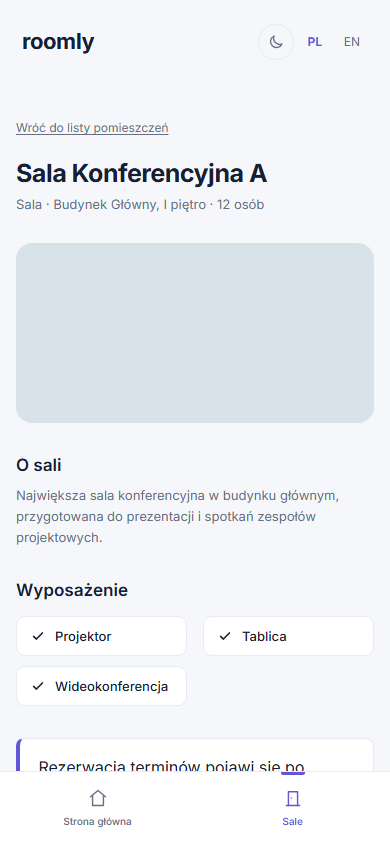 roomly
PL
EN
Wróć do listy pomieszczeń
Sala Konferencyjna A
Sala · Budynek Główny, I piętro · 12 osób
O sali
Największa sala konferencyjna w budynku głównym,
przygotowana do prezentacji i spotkań zespołów
projektowych.
Wyposażenie
Projektor
Tablica
Wideokonferencja
Rezerwacja terminów pojawi się po
Strona główna
Sale